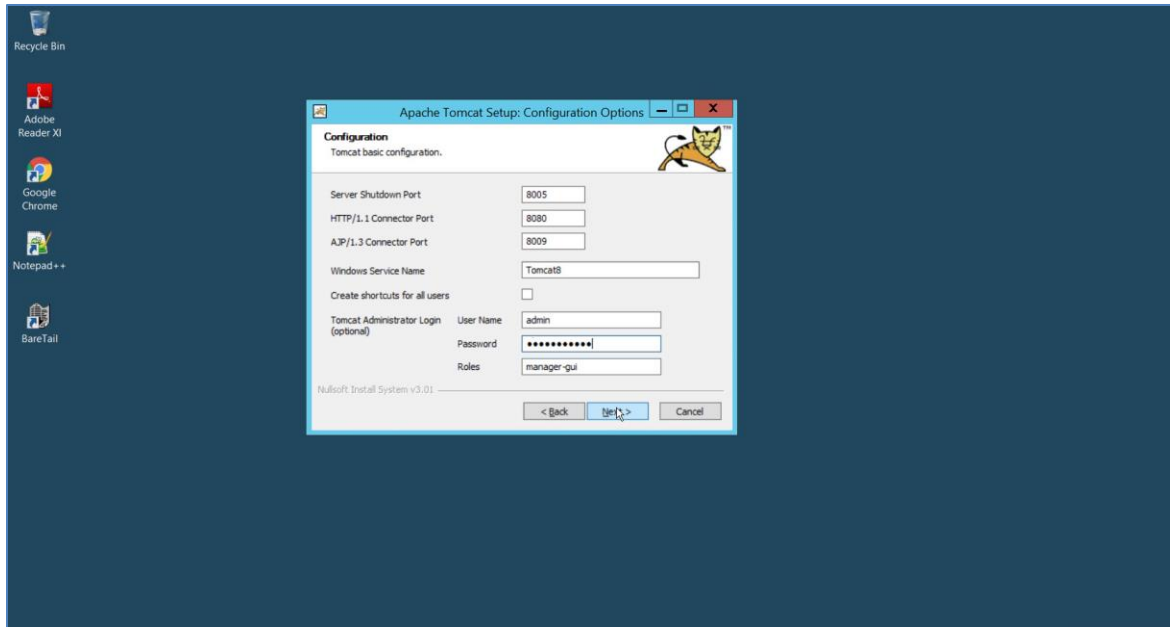 Recycle Bin
Adobe
Reader XI
Google
Chrome
Notepad++
BareTail
Apache Tomcat Setup: Configuration Options
Configuration
Tomcat basic configuration.
TM
Server Shutdown Port 8005
HTTP/1.1 Connector Port 8080
AJP/1.3 Connector Port 8009
Windows Service Name Tomcat8
Create shortcuts for all users
Tomcat Administrator Login User Name admin
(optional)
Password ●●●●●●●●●●●
Roles manager-gui
Nullsoft Install System v3.01
< Back Next > Cancel